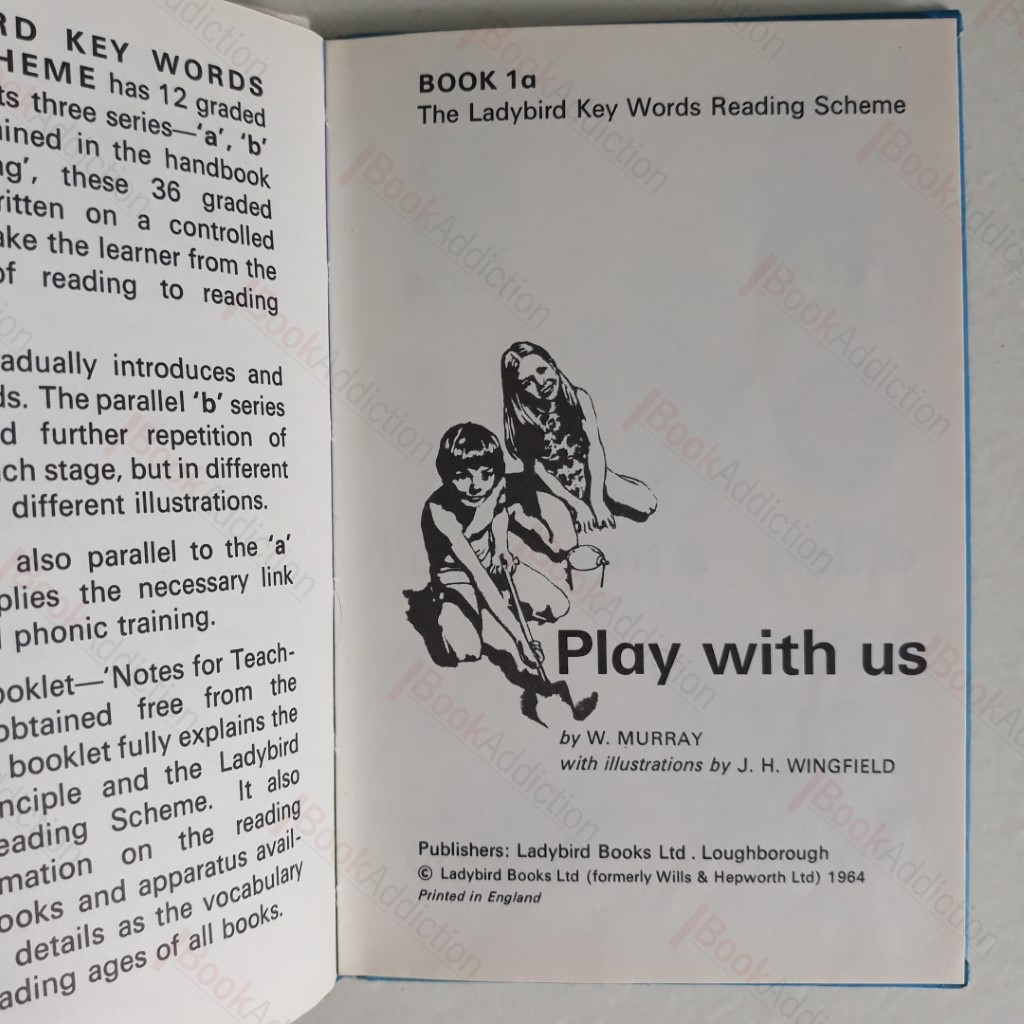 RD KEY WORDS
HEME has 12 graded
ts three series—‘a’, ‘b’
ined in the handbook
ng’, these 36 graded
ritten on a controlled
ake the learner from the
of reading to reading
adually introduces and
ds. The parallel ‘b’ series
d further repetition of
ch stage, but in different
different illustrations.
also parallel to the ‘a’
plies the necessary link
phonic training.
ooklet—‘Notes for Teach-
obtained free from the
booklet fully explains the
nciple and the Ladybird
eading Scheme. It also
mation on the reading
ooks and apparatus avail-
details as the vocabulary
ading ages of all books.
BOOK 1a
The Ladybird Key Words Reading Scheme
Play with us
by W. MURRAY
with illustrations by J. H. WINGFIELD
Publishers: Ladybird Books Ltd . Loughborough
© Ladybird Books Ltd (formerly Wills & Hepworth Ltd) 1964
Printed in England
BookAddiction